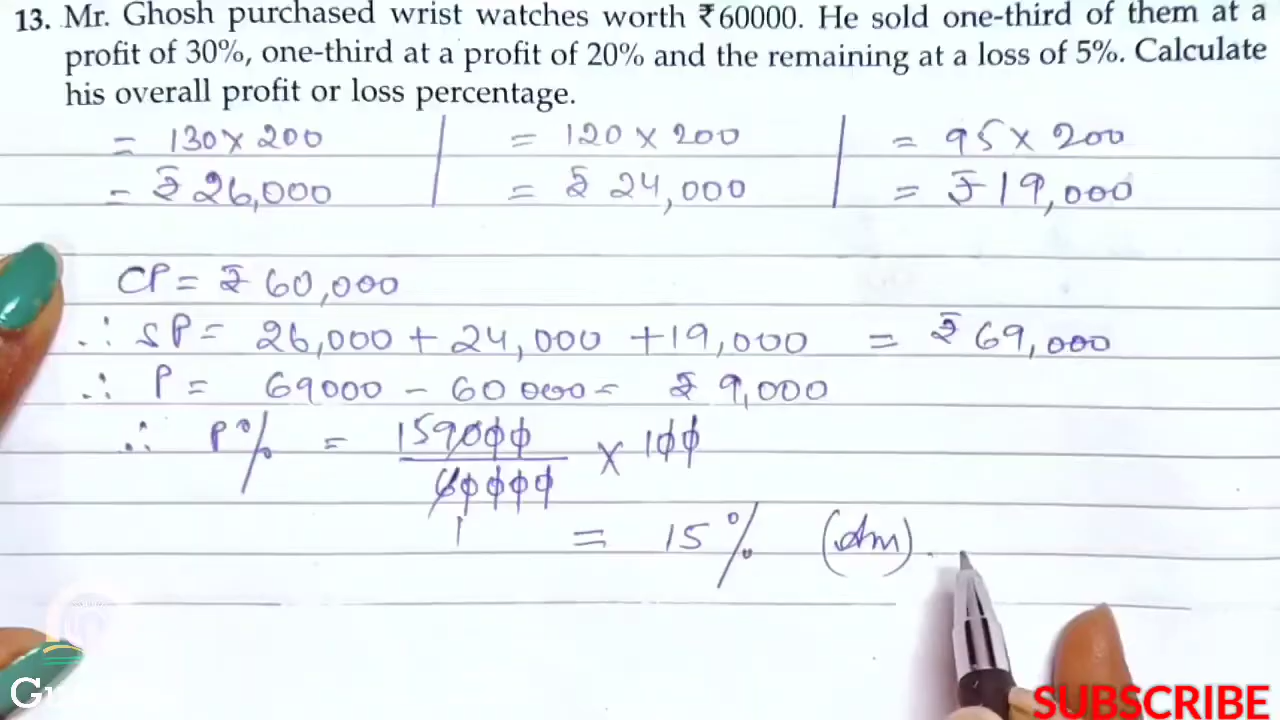 13. Mr. Ghosh purchased wrist watches worth ₹60000. He sold one-third of them at a
profit of 30%, one-third at a profit of 20% and the remaining at a loss of 5%. Calculate
his overall profit or loss percentage.
= 130 × 200 = 120 × 200 = 95 × 200
= ₹ 26,000 = ₹ 24,000 = ₹ 19,000
CP = ₹ 60,000
∴ SP = 26,000 + 24,000 + 19,000 = ₹ 69,000
∴ P = 69000 - 60000 = ₹ 9,000
∴ P% = 159000 × 100
60000
1 = 15% (Ans).
SUBSCRIBE